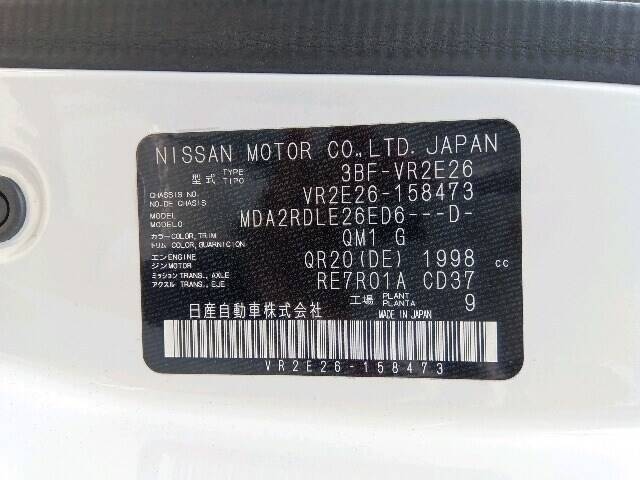 NISSAN MOTOR CO.,LTD. JAPAN
型式 TYPE TIPO 3BF-VR2E26
CHASSIS NO. NO. DE CHASSIS VR2E26-158473
MODEL MODELO MDA2RDLE26ED6---D-
カラー COLOR, TRIM トリム COLOR, GUARNICION QM1 G
エンEND ENGINE ジンMOTOR QR20(DE) 1998 cc
ミッション TRANS., AXLE アクスル TRANS., EJE RE7R01A CD37
日産自動車株式会社 工場 PLANT PLANTA 9
MADE IN JAPAN
VR2E26-158473